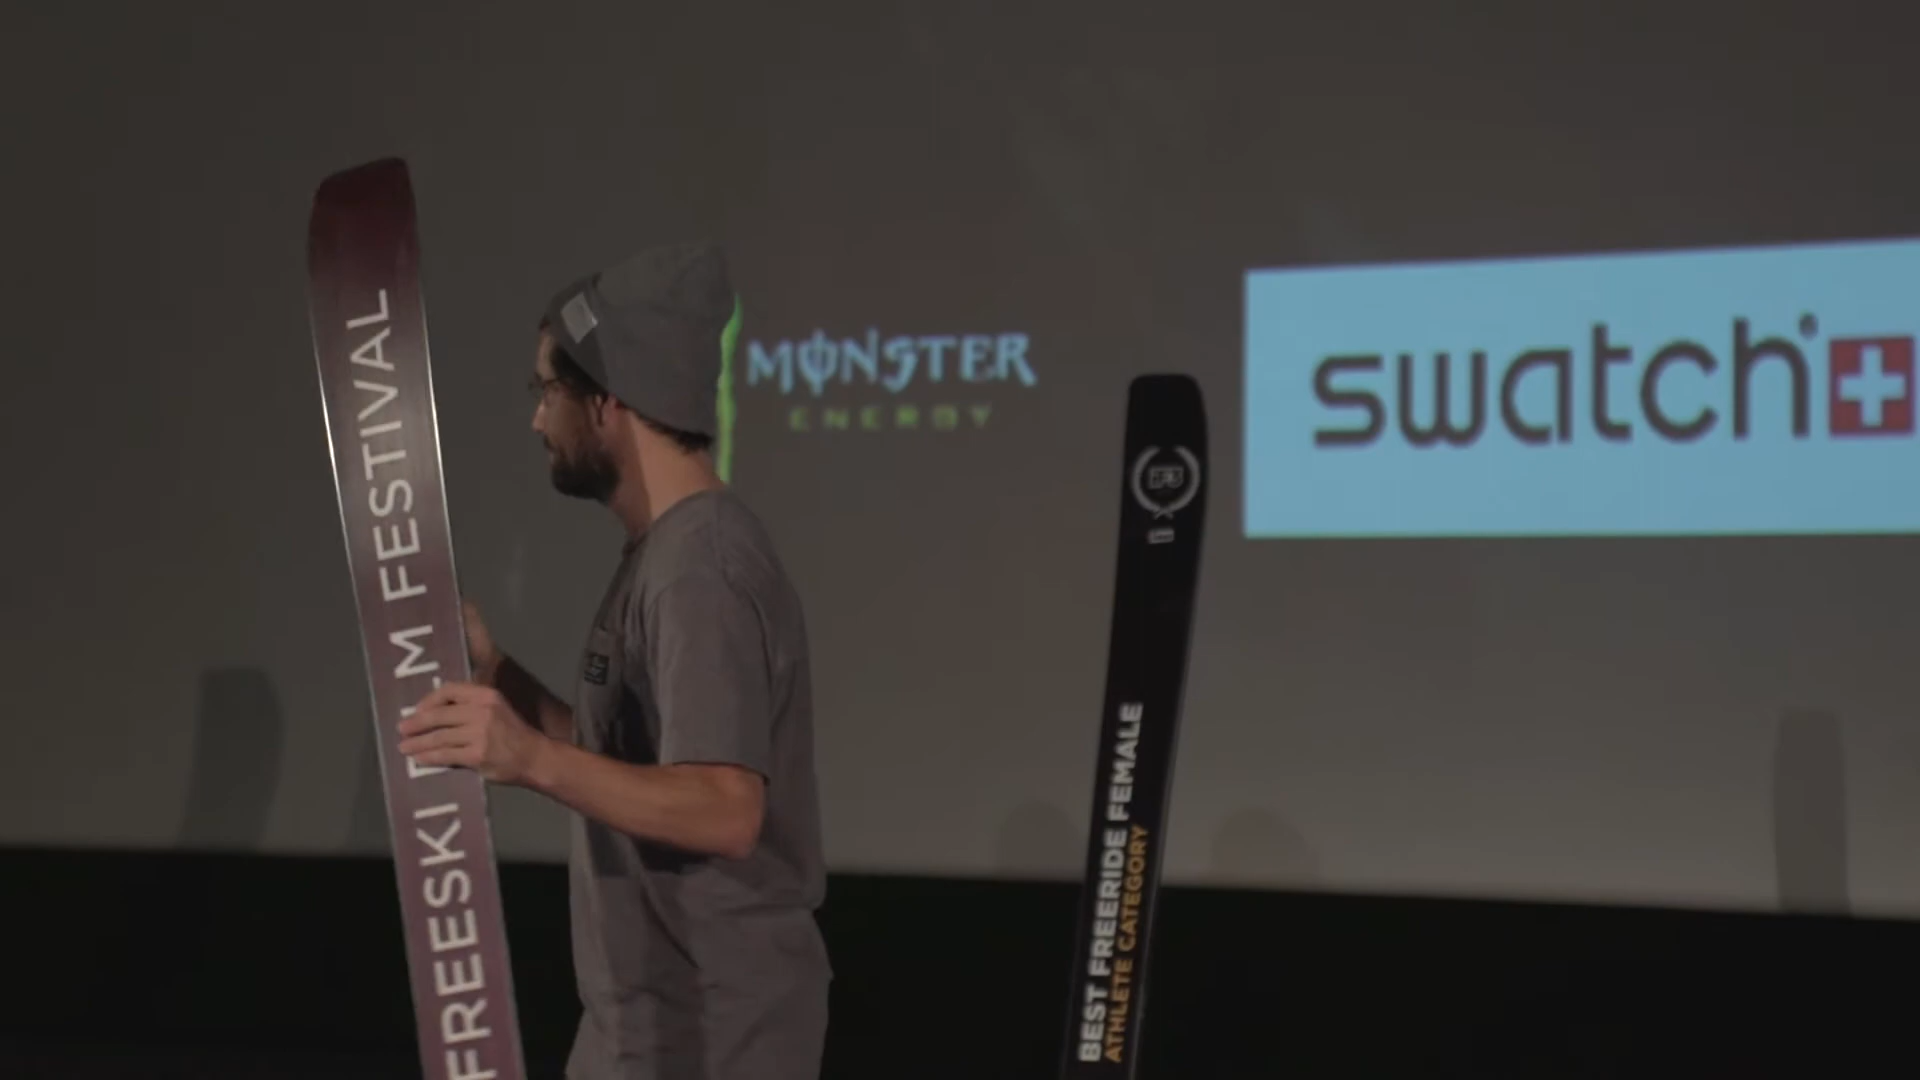 FREESKI FILM FESTIVAL
MONSTER
ENERGY
swatch
BEST FREERIDE FEMALE
ATHLETE CATEGORY